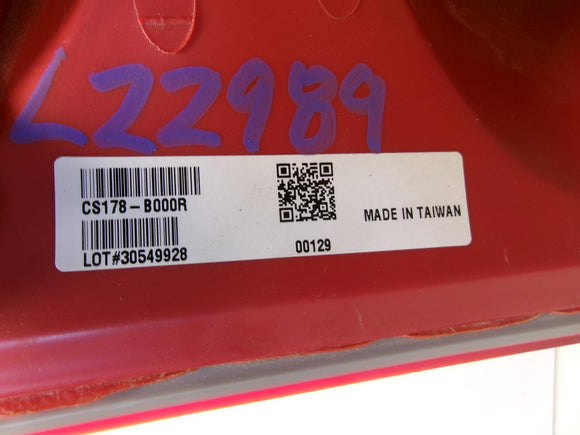 L22989
CS178-B000R
MADE IN TAIWAN
LOT#30549928
00129